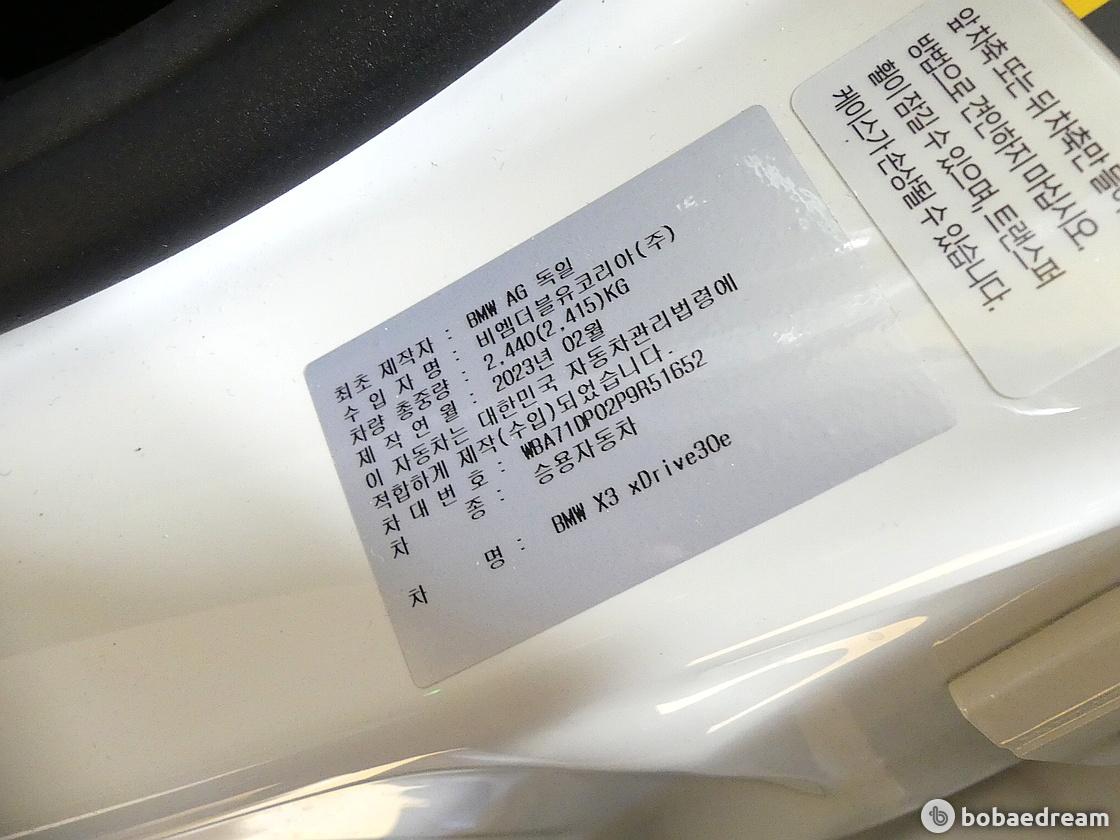 최초 제작자 : BMW AG 독일
수 입 자 명 : 비엠더블유코리아(주)
차량 총중량 : 2,440(2,415)KG
제 작 연 월 : 2023년 02월
이 자동차는 대한민국 자동차관리법령에
적합하게 제작(수입)되었습니다.
차 대 번 호 : WBA71DP02P9R51652
차 종 : 승용자동차
차 명 : BMW X3 xDrive30e
앞 차축 또는 뒤 차축만
방법으로 견인하지 마십시오.
휠이 잠길 수 있으며, 트랜스퍼
케이스가 손상될 수 있습니다.
bobaedream